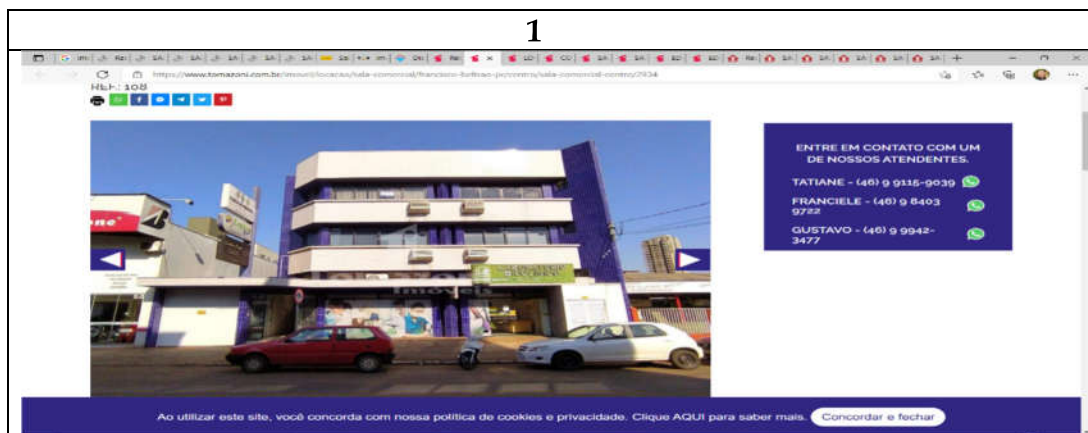 1
https://www.tomazoni.com.br/imovel/locacao/sala-comercial/francisco-beltrao-pr/centro/sala-comercial-centro/2934
REF.: 108
ENTRE EM CONTATO COM UM
DE NOSSOS ATENDENTES.
TATIANE - (46) 9 9115-9039
FRANCIELE - (46) 9 8403
9722
GUSTAVO - (46) 9 9942-
3477
one
Imóveis
Ao utilizar este site, você concorda com nossa política de cookies e privacidade. Clique AQUI para saber mais.
Concordar e fechar